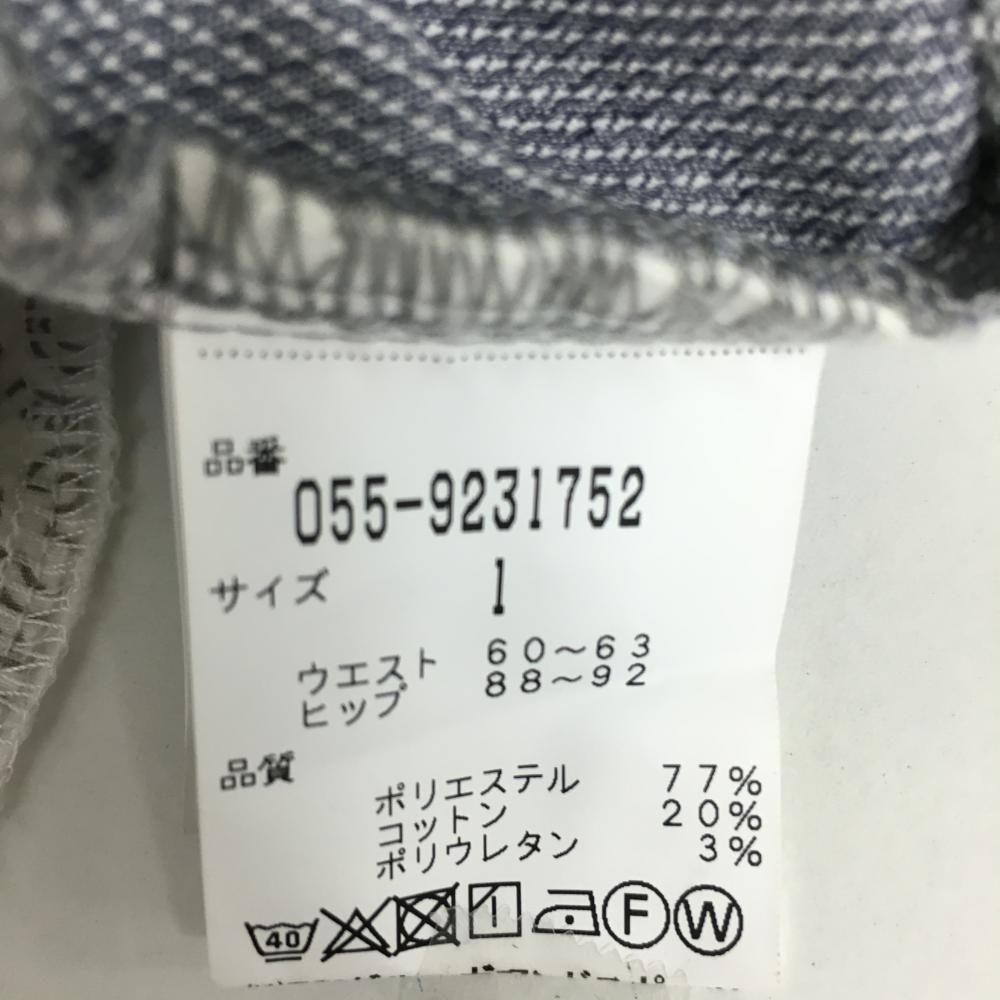 品番
055-9231752
サイズ 1
ウエスト 60～63
ヒップ 88～92
品質
ポリエステル 77%
コットン 20%
ポリウレタン 3%
40 F W